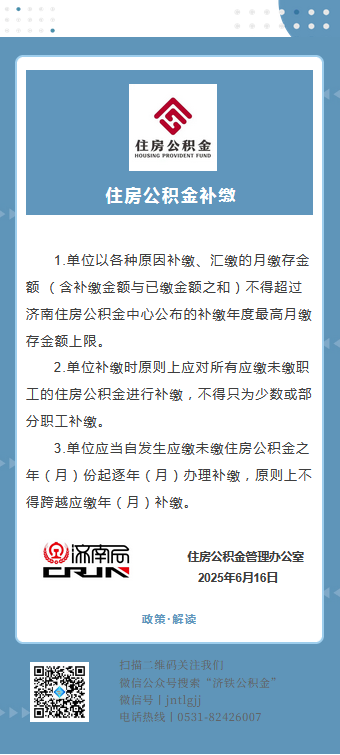 住房公积金
HOUSING PROVIDENT FUND
住房公积金补缴
1.单位以各种原因补缴、汇缴的月缴存金
额 （含补缴金额与已缴金额之和）不得超过
济南住房公积金中心公布的补缴年度最高月缴
存金额上限。
2.单位补缴时原则上应对所有应缴未缴职
工的住房公积金进行补缴，不得只为少数或部
分职工补缴。
3.单位应当自发生应缴未缴住房公积金之
年（月）份起逐年（月）办理补缴，原则上不
得跨越应缴年（月）补缴。
济南局
CRJN
住房公积金管理办公室
2025年6月16日
政策·解读
扫描二维码关注我们
微信公众号搜索“济铁公积金”
微信号丨jntlgjj
电话热线丨0531-82426007